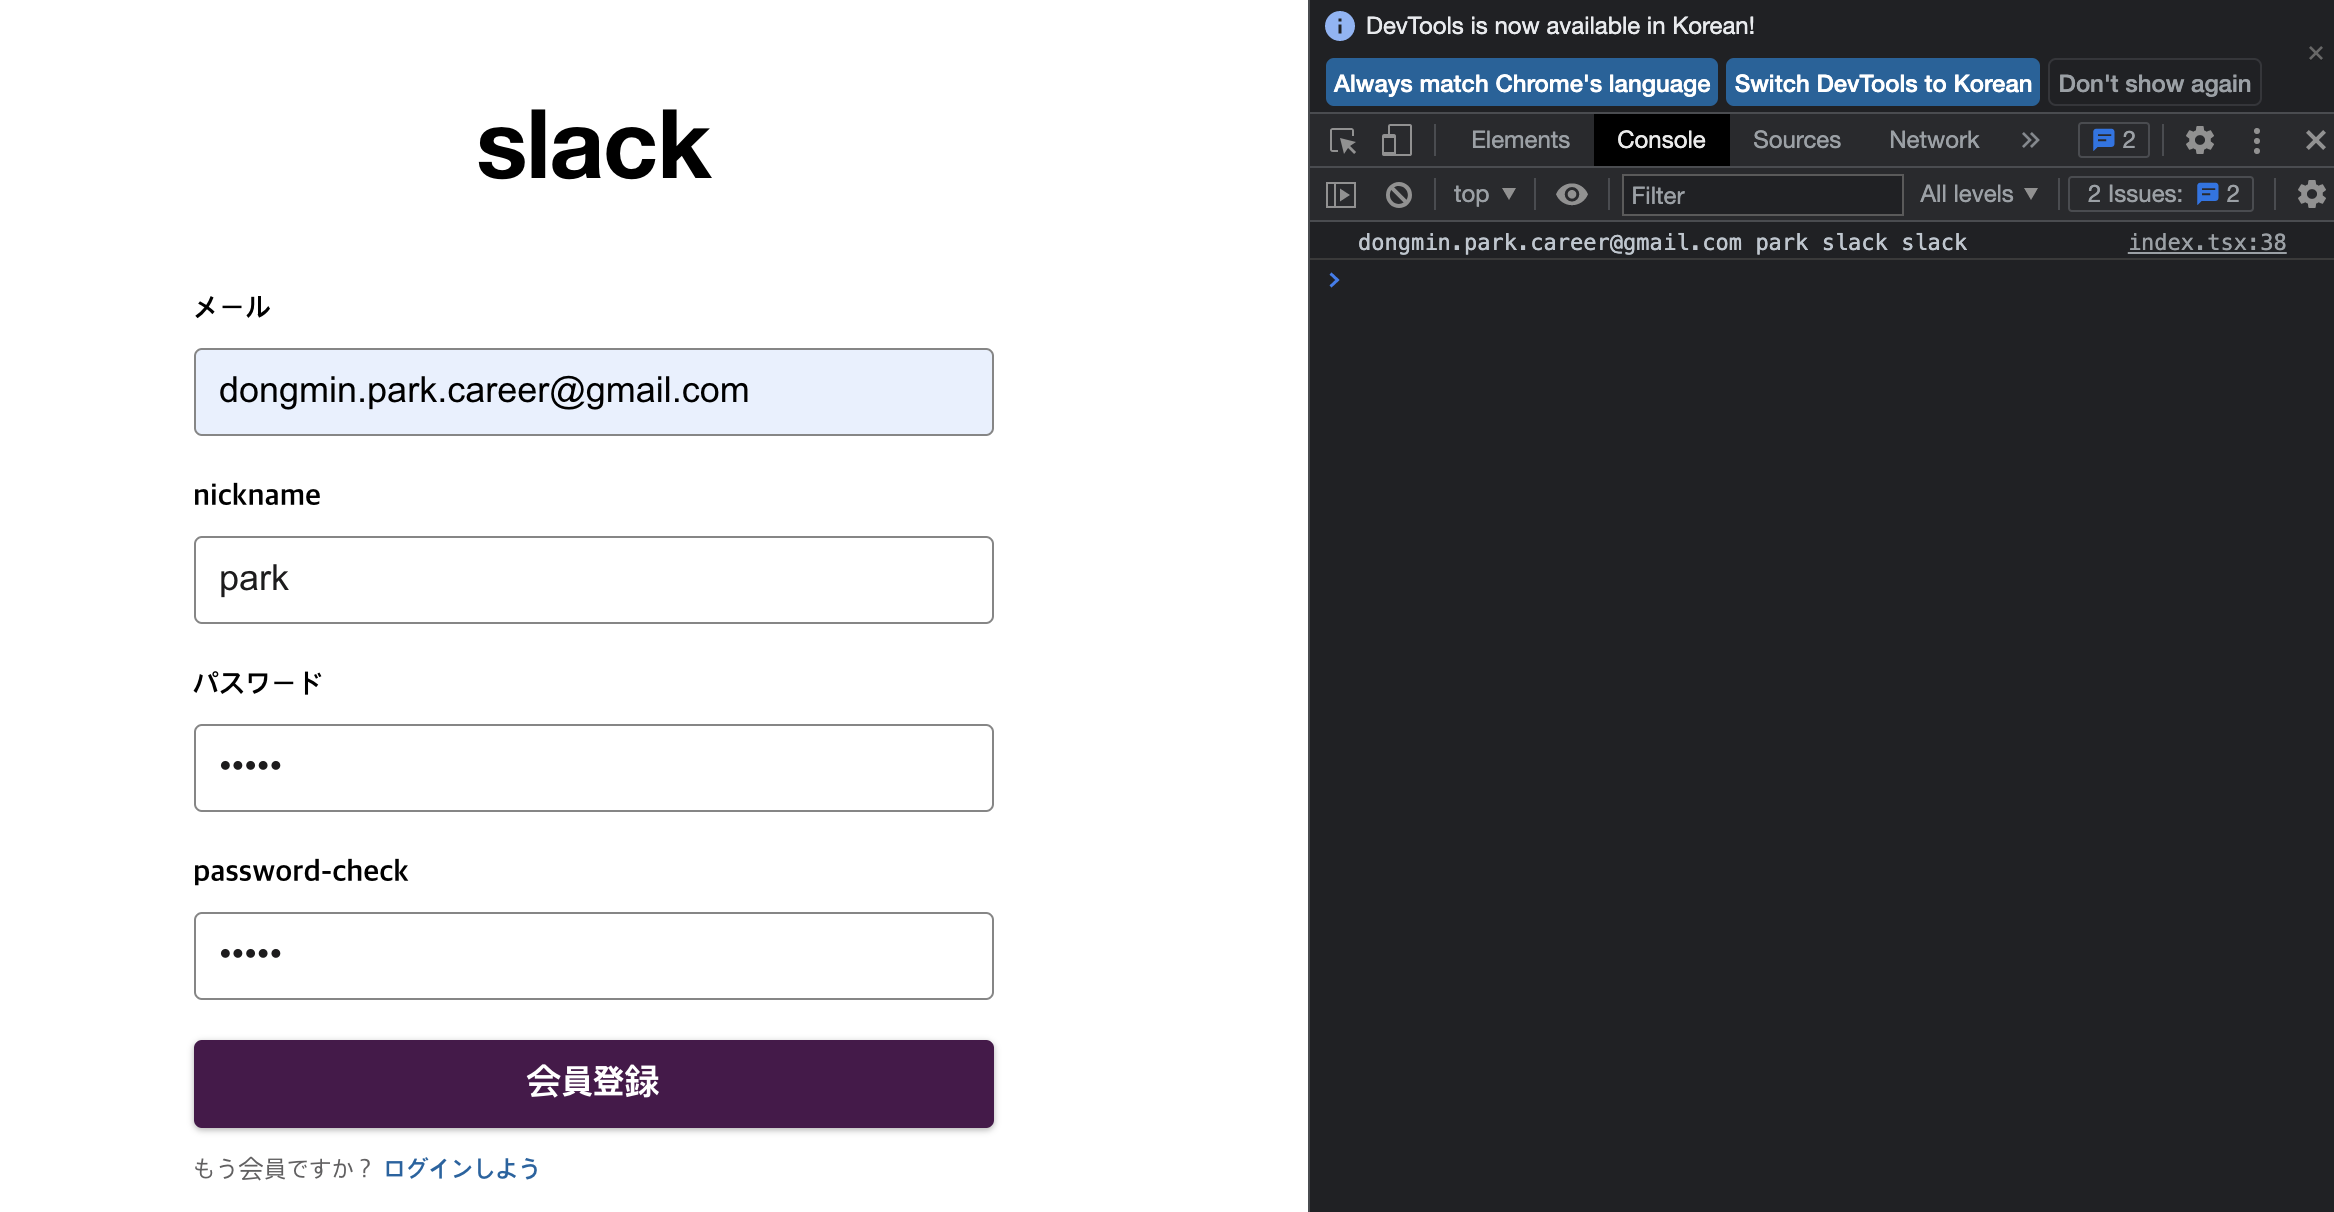 slack
メール
dongmin.park.career@gmail.com
nickname
park
パスワード
•••••
password-check
•••••
会員登録
もう会員ですか？ ログインしよう
DevTools is now available in Korean!
Always match Chrome's language Switch DevTools to Korean Don't show again
Elements Console Sources Network 2
top Filter All levels 2 Issues: 2
dongmin.park.career@gmail.com park slack slack index.tsx:38